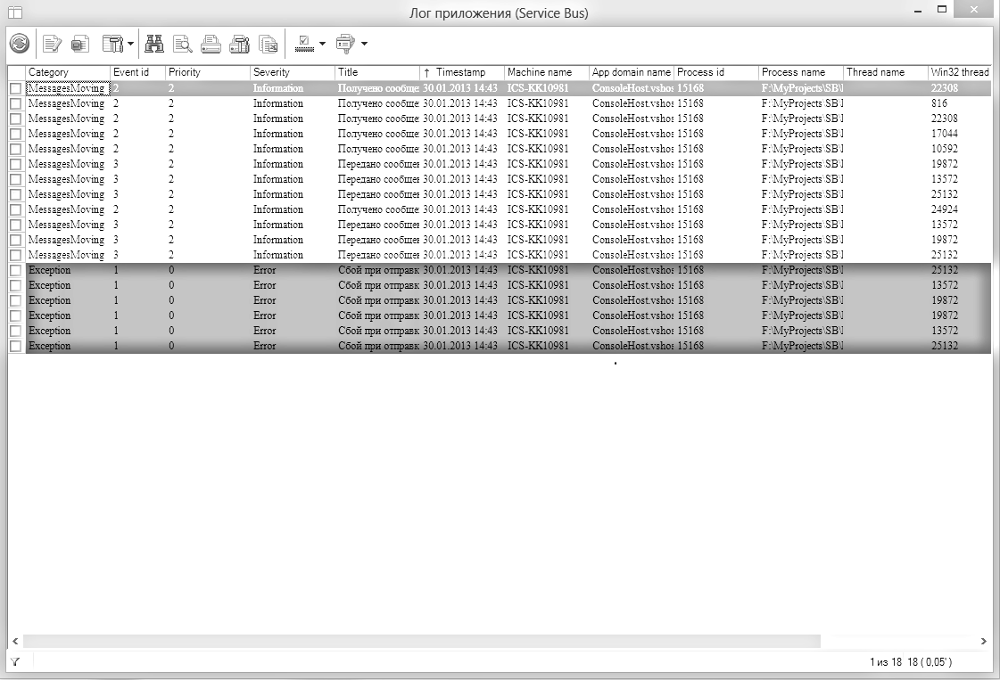 Лог приложения (Service Bus)
Category Event id Priority Severity Title ↑ Timestamp Machine name App domain name Process id Process name Thread name Win32 thread
MessagesMoving 2 2 Information Получено сообще 30.01.2013 14:43 ICS-KK10981 ConsoleHost.vshos 15168 F:\MyProjects\SB\ 22308
MessagesMoving 2 2 Information Получено сообще 30.01.2013 14:43 ICS-KK10981 ConsoleHost.vshos 15168 F:\MyProjects\SB\ 816
MessagesMoving 2 2 Information Получено сообще 30.01.2013 14:43 ICS-KK10981 ConsoleHost.vshos 15168 F:\MyProjects\SB\ 22308
MessagesMoving 2 2 Information Получено сообще 30.01.2013 14:43 ICS-KK10981 ConsoleHost.vshos 15168 F:\MyProjects\SB\ 17044
MessagesMoving 2 2 Information Получено сообще 30.01.2013 14:43 ICS-KK10981 ConsoleHost.vshos 15168 F:\MyProjects\SB\ 10592
MessagesMoving 3 2 Information Передано сообщен 30.01.2013 14:43 ICS-KK10981 ConsoleHost.vshos 15168 F:\MyProjects\SB\ 19872
MessagesMoving 3 2 Information Передано сообщен 30.01.2013 14:43 ICS-KK10981 ConsoleHost.vshos 15168 F:\MyProjects\SB\ 13572
MessagesMoving 3 2 Information Передано сообщен 30.01.2013 14:43 ICS-KK10981 ConsoleHost.vshos 15168 F:\MyProjects\SB\ 25132
MessagesMoving 2 2 Information Получено сообще 30.01.2013 14:43 ICS-KK10981 ConsoleHost.vshos 15168 F:\MyProjects\SB\ 24924
MessagesMoving 3 2 Information Передано сообщен 30.01.2013 14:43 ICS-KK10981 ConsoleHost.vshos 15168 F:\MyProjects\SB\ 13572
MessagesMoving 3 2 Information Передано сообщен 30.01.2013 14:43 ICS-KK10981 ConsoleHost.vshos 15168 F:\MyProjects\SB\ 19872
MessagesMoving 3 2 Information Передано сообщен 30.01.2013 14:43 ICS-KK10981 ConsoleHost.vshos 15168 F:\MyProjects\SB\ 25132
Exception 1 0 Error Сбой при отправк 30.01.2013 14:43 ICS-KK10981 ConsoleHost.vshos 15168 F:\MyProjects\SB\ 25132
Exception 1 0 Error Сбой при отправк 30.01.2013 14:43 ICS-KK10981 ConsoleHost.vshos 15168 F:\MyProjects\SB\ 13572
Exception 1 0 Error Сбой при отправк 30.01.2013 14:43 ICS-KK10981 ConsoleHost.vshos 15168 F:\MyProjects\SB\ 19872
Exception 1 0 Error Сбой при отправк 30.01.2013 14:43 ICS-KK10981 ConsoleHost.vshos 15168 F:\MyProjects\SB\ 19872
Exception 1 0 Error Сбой при отправк 30.01.2013 14:43 ICS-KK10981 ConsoleHost.vshos 15168 F:\MyProjects\SB\ 13572
Exception 1 0 Error Сбой при отправк 30.01.2013 14:43 ICS-KK10981 ConsoleHost.vshos 15168 F:\MyProjects\SB\ 25132
1 из 18 18 ( 0,05' )